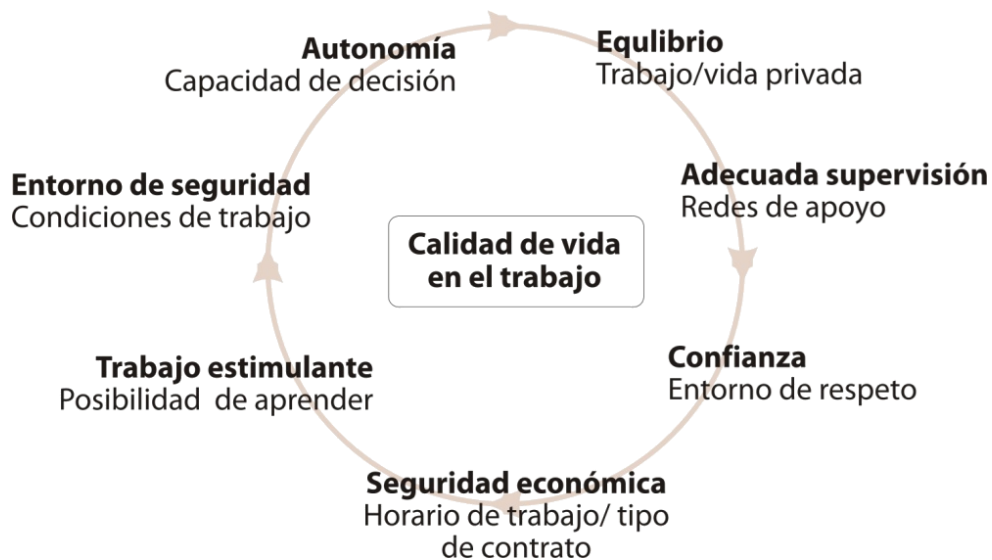 Autonomía
Capacidad de decisión
Equlibrio
Trabajo/vida privada
Entorno de seguridad
Condiciones de trabajo
Adecuada supervisión
Redes de apoyo
Calidad de vida
en el trabajo
Trabajo estimulante
Posibilidad de aprender
Confianza
Entorno de respeto
Seguridad económica
Horario de trabajo/ tipo
de contrato